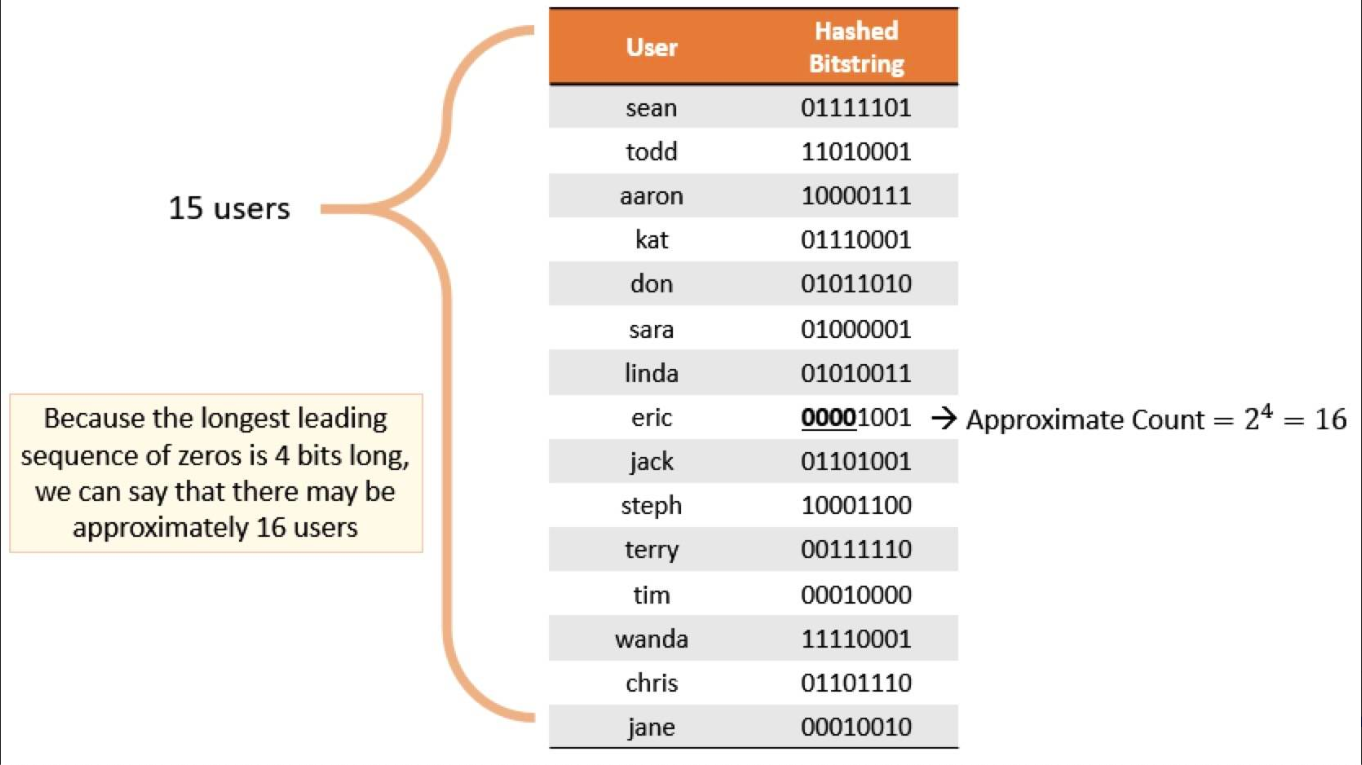 User Hashed
Bitstring
sean 01111101
todd 11010001
aaron 10000111
15 users
kat 01110001
don 01011010
sara 01000001
linda 01010011
eric 00001001 → Approximate Count = 2⁴ = 16
jack 01101001
steph 10001100
terry 00111110
tim 00010000
wanda 11110001
chris 01101110
jane 00010010
Because the longest leading
sequence of zeros is 4 bits long,
we can say that there may be
approximately 16 users